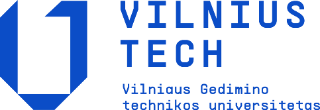 VILNIUS
TECH
Vilniaus Gedimino
technikos universitetas